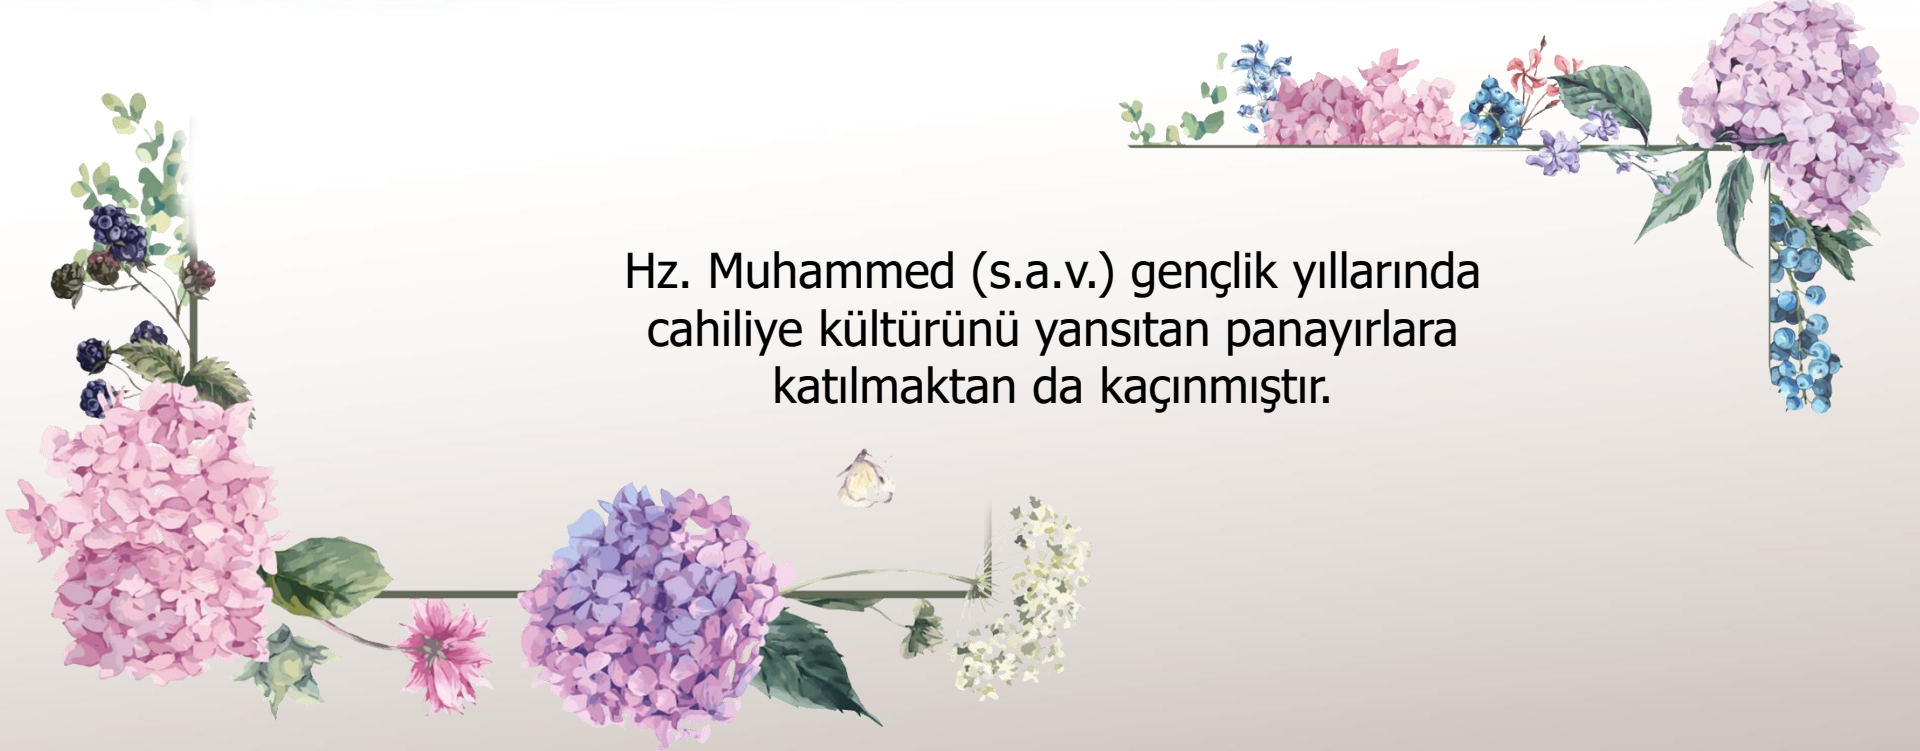 Hz. Muhammed (s.a.v.) gençlik yıllarında
cahiliye kültürünü yansıtan panayırlara
katılmaktan da kaçınmıştır.